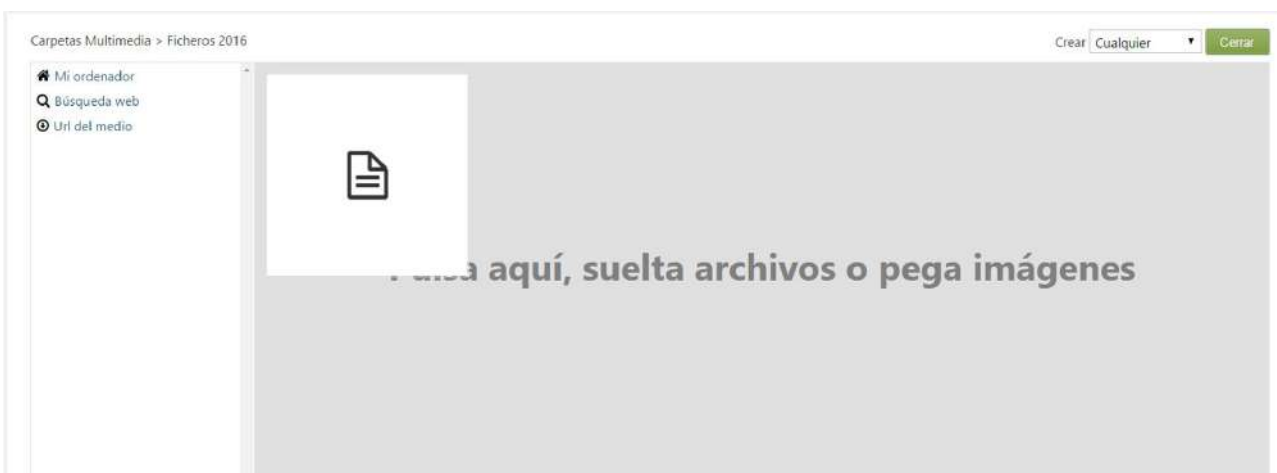 Carpetas Multimedia > Ficheros 2016
Crear Cualquier Cerrar
Mi ordenador
Búsqueda web
Url del medio
aquí, suelta archivos o pega imágenes